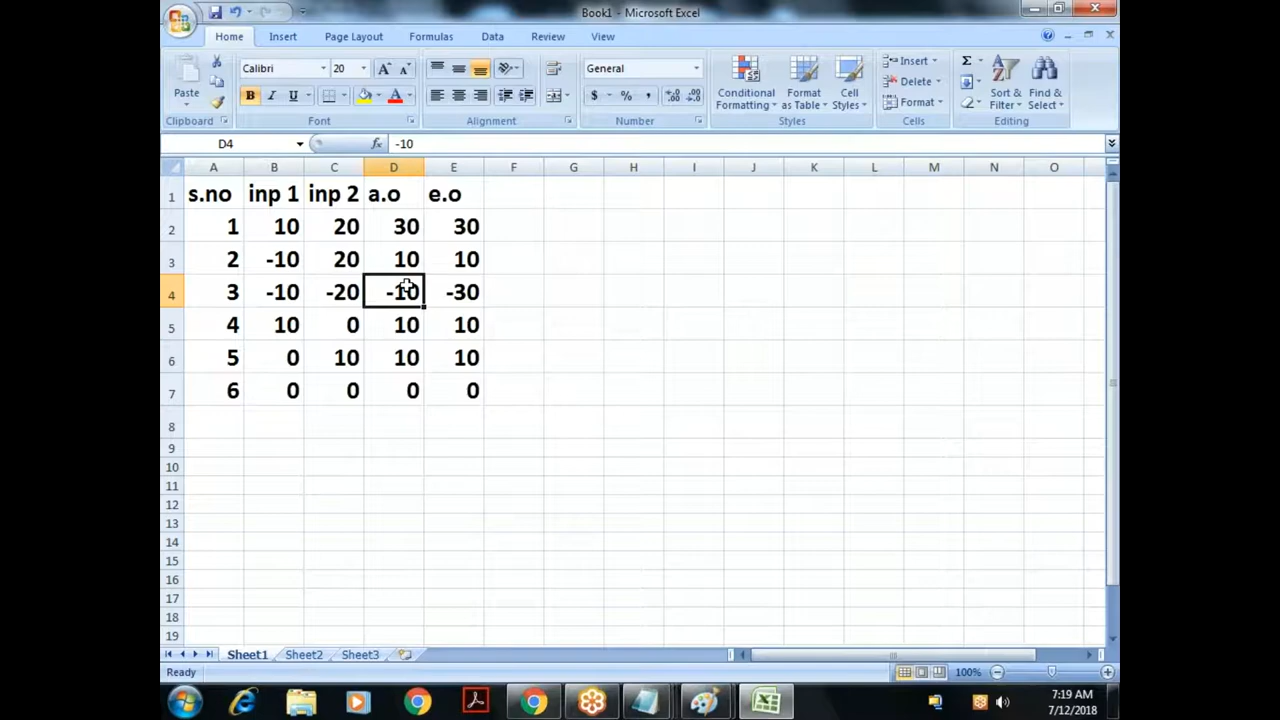 Book1 - Microsoft Excel
Home Insert Page Layout Formulas Data Review View
Calibri 20 A A General Insert Σ
Paste B I U A $ % , .0 .00 .00 .0 Conditional Formatting Format as Table Cell Styles Delete Format Sort & Filter Find & Select
Clipboard Font Alignment Number Styles Cells Editing
D4 fx -10
A B C D E F G H I J K L M N O
1 s.no inp 1 inp 2 a.o e.o
2 1 10 20 30 30
3 2 -10 20 10 10
4 3 -10 -20 -10 -30
5 4 10 0 10 10
6 5 0 10 10 10
7 6 0 0 0 0
8
9
10
11
12
13
14
15
16
17
18
19
Sheet1 Sheet2 Sheet3
Ready 100%
7:19 AM
7/12/2018